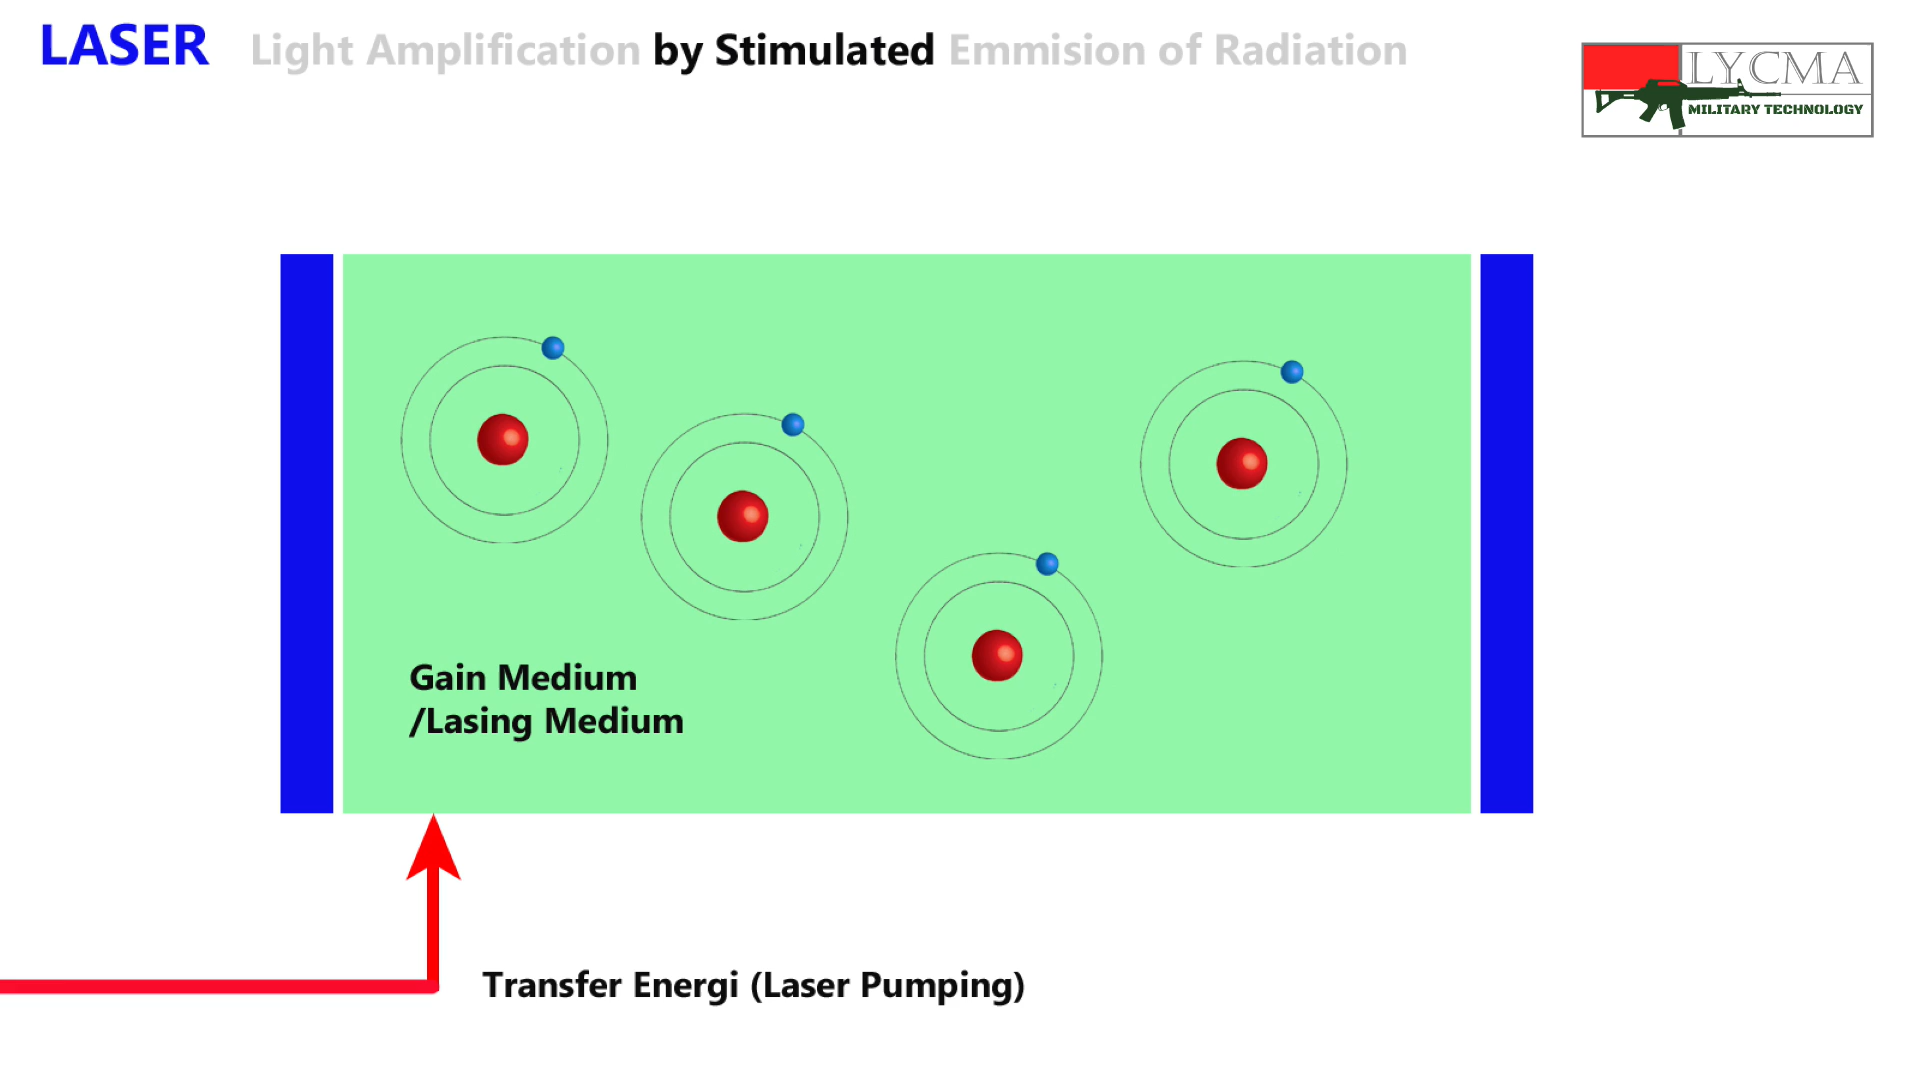 LASER Light Amplification by Stimulated Emmision of Radiation
LYCMA
MILITARY TECHNOLOGY
Gain Medium
/Lasing Medium
Transfer Energi (Laser Pumping)